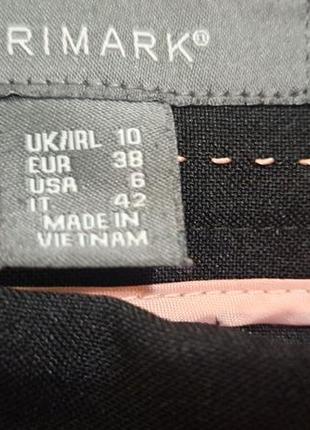 RIMARK®
UK/IRL 10
EUR 38
USA 6
IT 42
MADE IN
VIETNAM